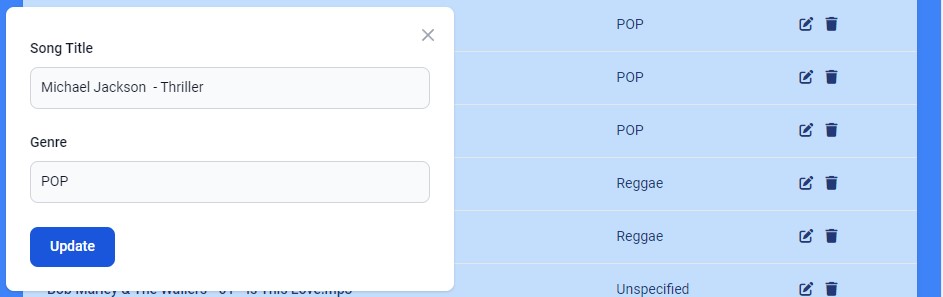 Song Title
Michael Jackson  - Thriller
Genre
POP
Update
POP
POP
POP
Reggae
Reggae
Bob Marley & The Wailers - 01 - Is This Love.mp3
Unspecified